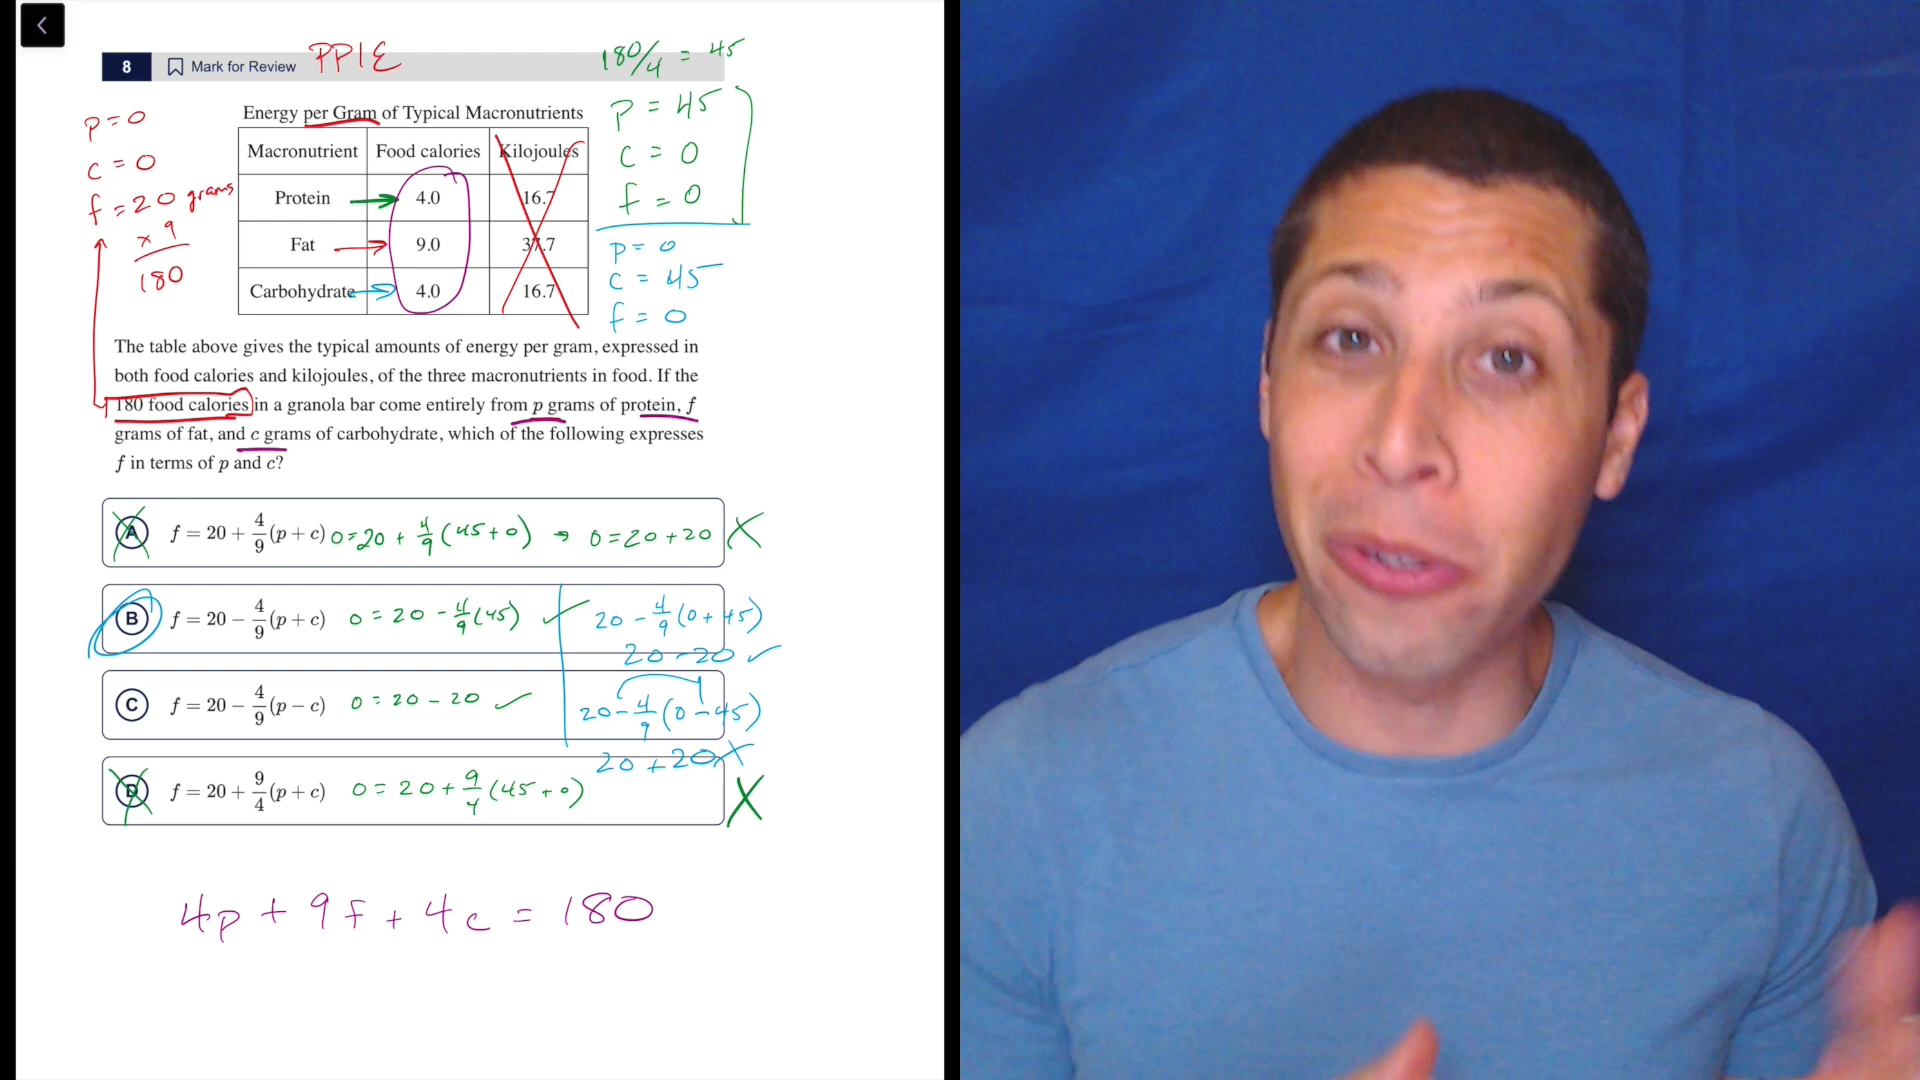 8 Mark for Review PPIE
180/4 = 45
p = 0
c = 0
f = 20 grams
x 9
180
Energy per Gram of Typical Macronutrients
Macronutrient Food calories Kilojoules
Protein 4.0 16.7
Fat 9.0 37.7
Carbohydrate 4.0 16.7
p = 45
c = 0
f = 0
p = 0
c = 45
f = 0
The table above gives the typical amounts of energy per gram, expressed in
both food calories and kilojoules, of the three macronutrients in food. If the
180 food calories in a granola bar come entirely from p grams of protein, f
grams of fat, and c grams of carbohydrate, which of the following expresses
f in terms of p and c?
A f = 20 + 4/9 (p + c) 0 = 20 + 4/9 (45 + 0) → 0 = 20 + 20 X
B f = 20 − 4/9 (p + c) 0 = 20 − 4/9 (45) ✓ 20 − 4/9 (0 + 45)
20 − 20 ✓
C f = 20 − 4/9 (p − c) 0 = 20 − 20 ✓ 20 − 4/9 (0 − 45)
20 + 20 X
D f = 20 + 9/4 (p + c) 0 = 20 + 9/4 (45 + 0) X
4p + 9f + 4c = 180